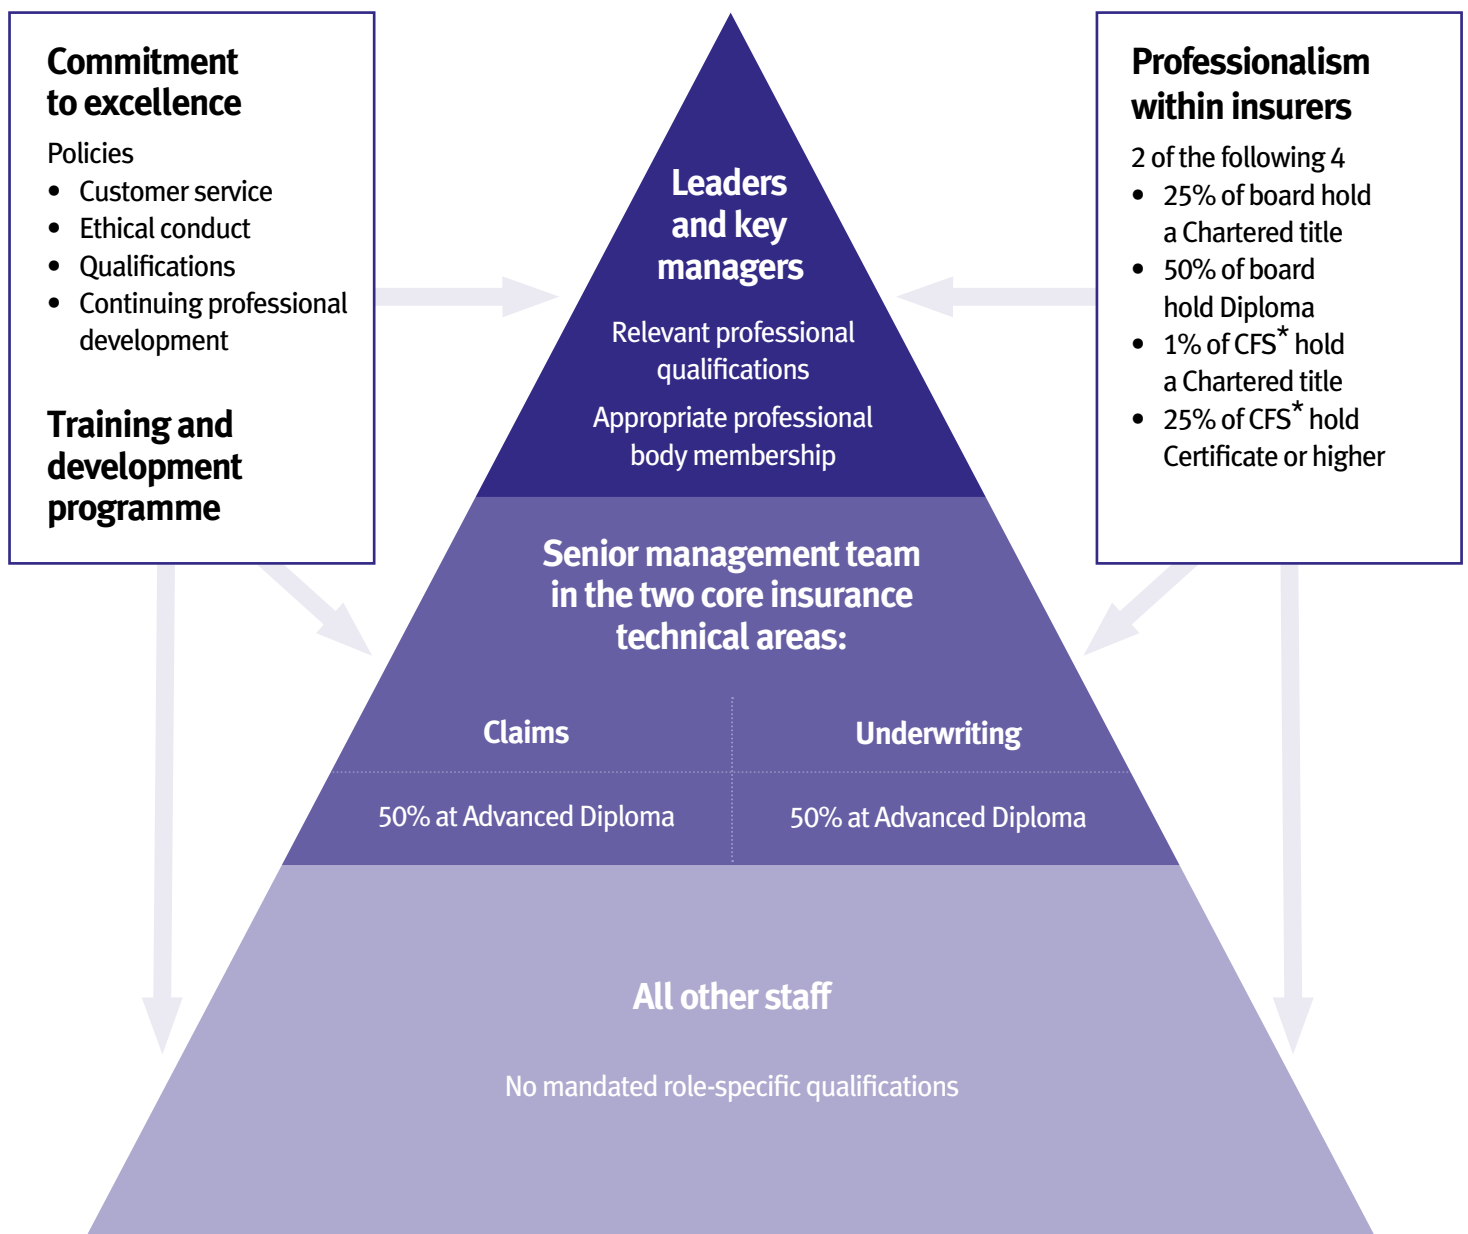 Commitment
to excellence
Policies
• Customer service
• Ethical conduct
• Qualifications
• Continuing professional
development
Training and
development
programme
Leaders
and key
managers
Relevant professional
qualifications
Appropriate professional
body membership
Professionalism
within insurers
2 of the following 4
• 25% of board hold
a Chartered title
• 50% of board
hold Diploma
• 1% of CFS* hold
a Chartered title
• 25% of CFS* hold
Certificate or higher
Senior management team
in the two core insurance
technical areas:
Claims
Underwriting
50% at Advanced Diploma
50% at Advanced Diploma
All other staff
No mandated role-specific qualifications